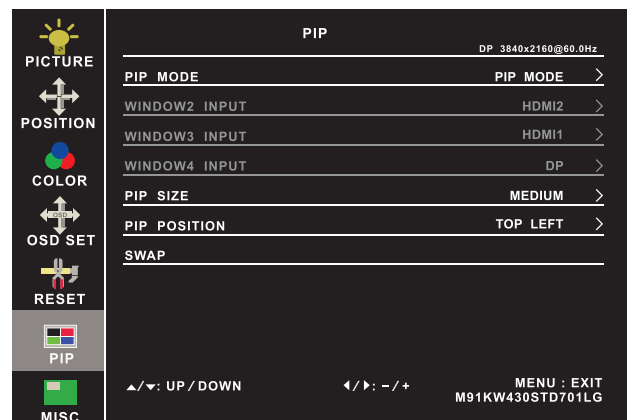 PIP
DP 3840x2160@60.0Hz
PICTURE
PIP MODE PIP MODE >
WINDOW2 INPUT HDMI2 >
POSITION
WINDOW3 INPUT HDMI1 >
WINDOW4 INPUT DP >
COLOR
PIP SIZE MEDIUM >
PIP POSITION TOP LEFT >
OSD
OSD SET
SWAP
RESET
PIP
▲/▼: UP/DOWN ◀/▶: -/+ MENU : EXIT
M91KW430STD701LG
MISC